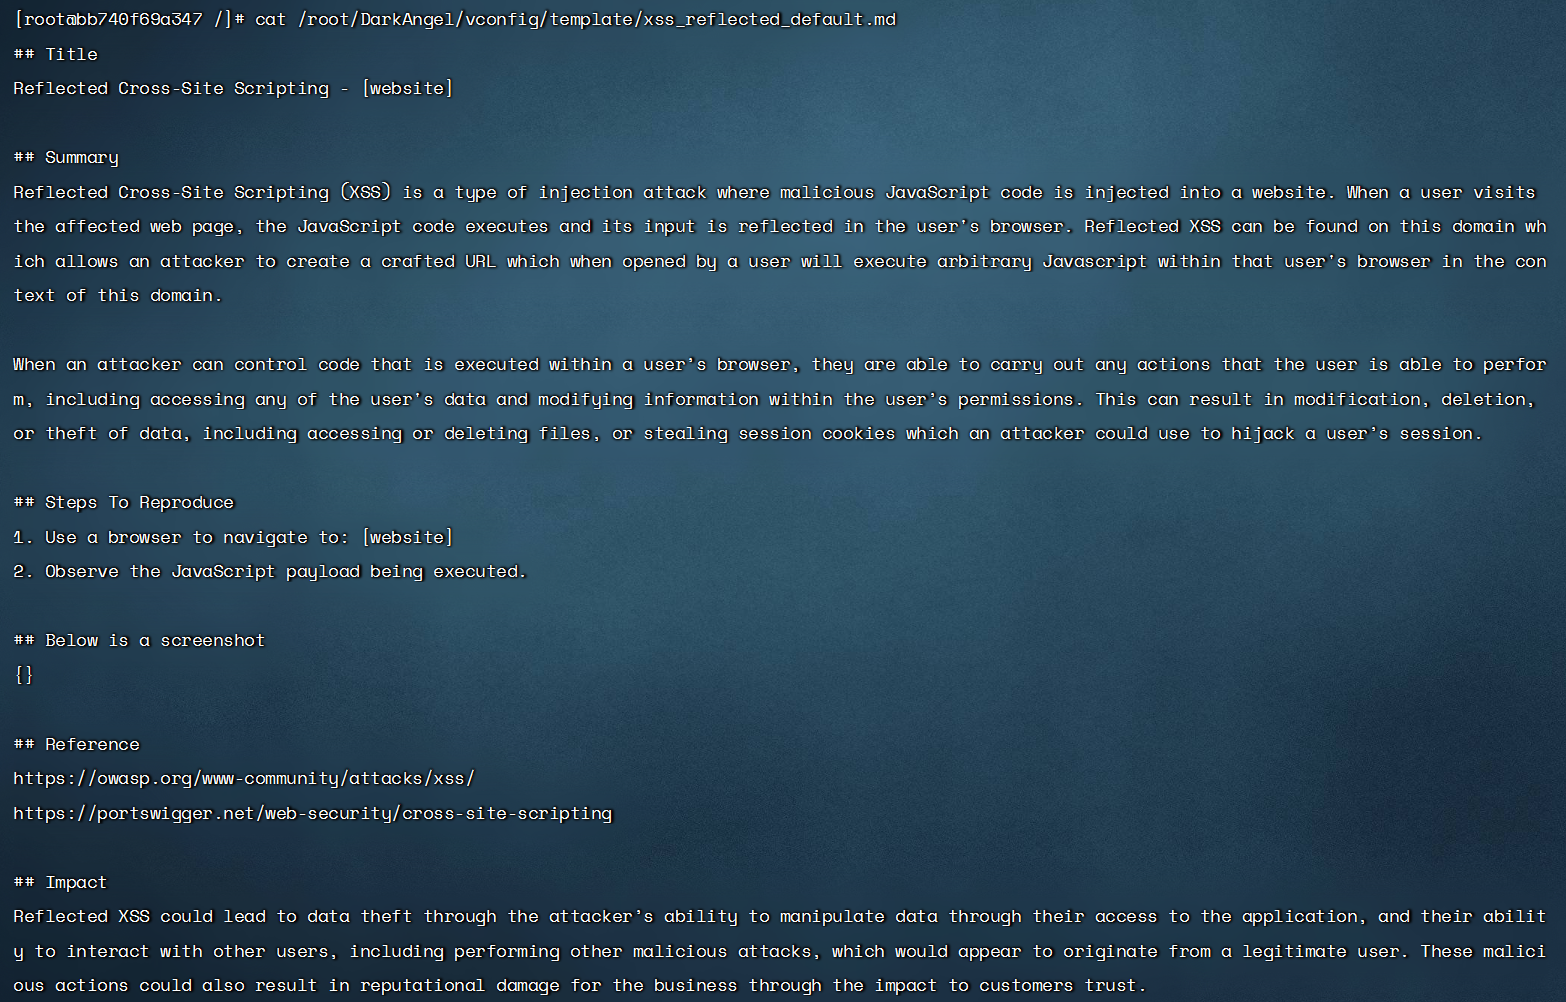 [root@bb740f69a347 /]# cat /root/DarkAngel/vconfig/template/xss_reflected_default.md
## Title
Reflected Cross-Site Scripting - [website]
## Summary
Reflected Cross-Site Scripting (XSS) is a type of injection attack where malicious JavaScript code is injected into a website. When a user visits
the affected web page, the JavaScript code executes and its input is reflected in the user's browser. Reflected XSS can be found on this domain wh
ich allows an attacker to create a crafted URL which when opened by a user will execute arbitrary Javascript within that user's browser in the con
text of this domain.
When an attacker can control code that is executed within a user's browser, they are able to carry out any actions that the user is able to perfor
m, including accessing any of the user's data and modifying information within the user's permissions. This can result in modification, deletion,
or theft of data, including accessing or deleting files, or stealing session cookies which an attacker could use to hijack a user's session.
## Steps To Reproduce
1. Use a browser to navigate to: [website]
2. Observe the JavaScript payload being executed.
## Below is a screenshot
{}
## Reference
https://owasp.org/www-community/attacks/xss/
https://portswigger.net/web-security/cross-site-scripting
## Impact
Reflected XSS could lead to data theft through the attacker's ability to manipulate data through their access to the application, and their abilit
y to interact with other users, including performing other malicious attacks, which would appear to originate from a legitimate user. These malici
ous actions could also result in reputational damage for the business through the impact to customers trust.